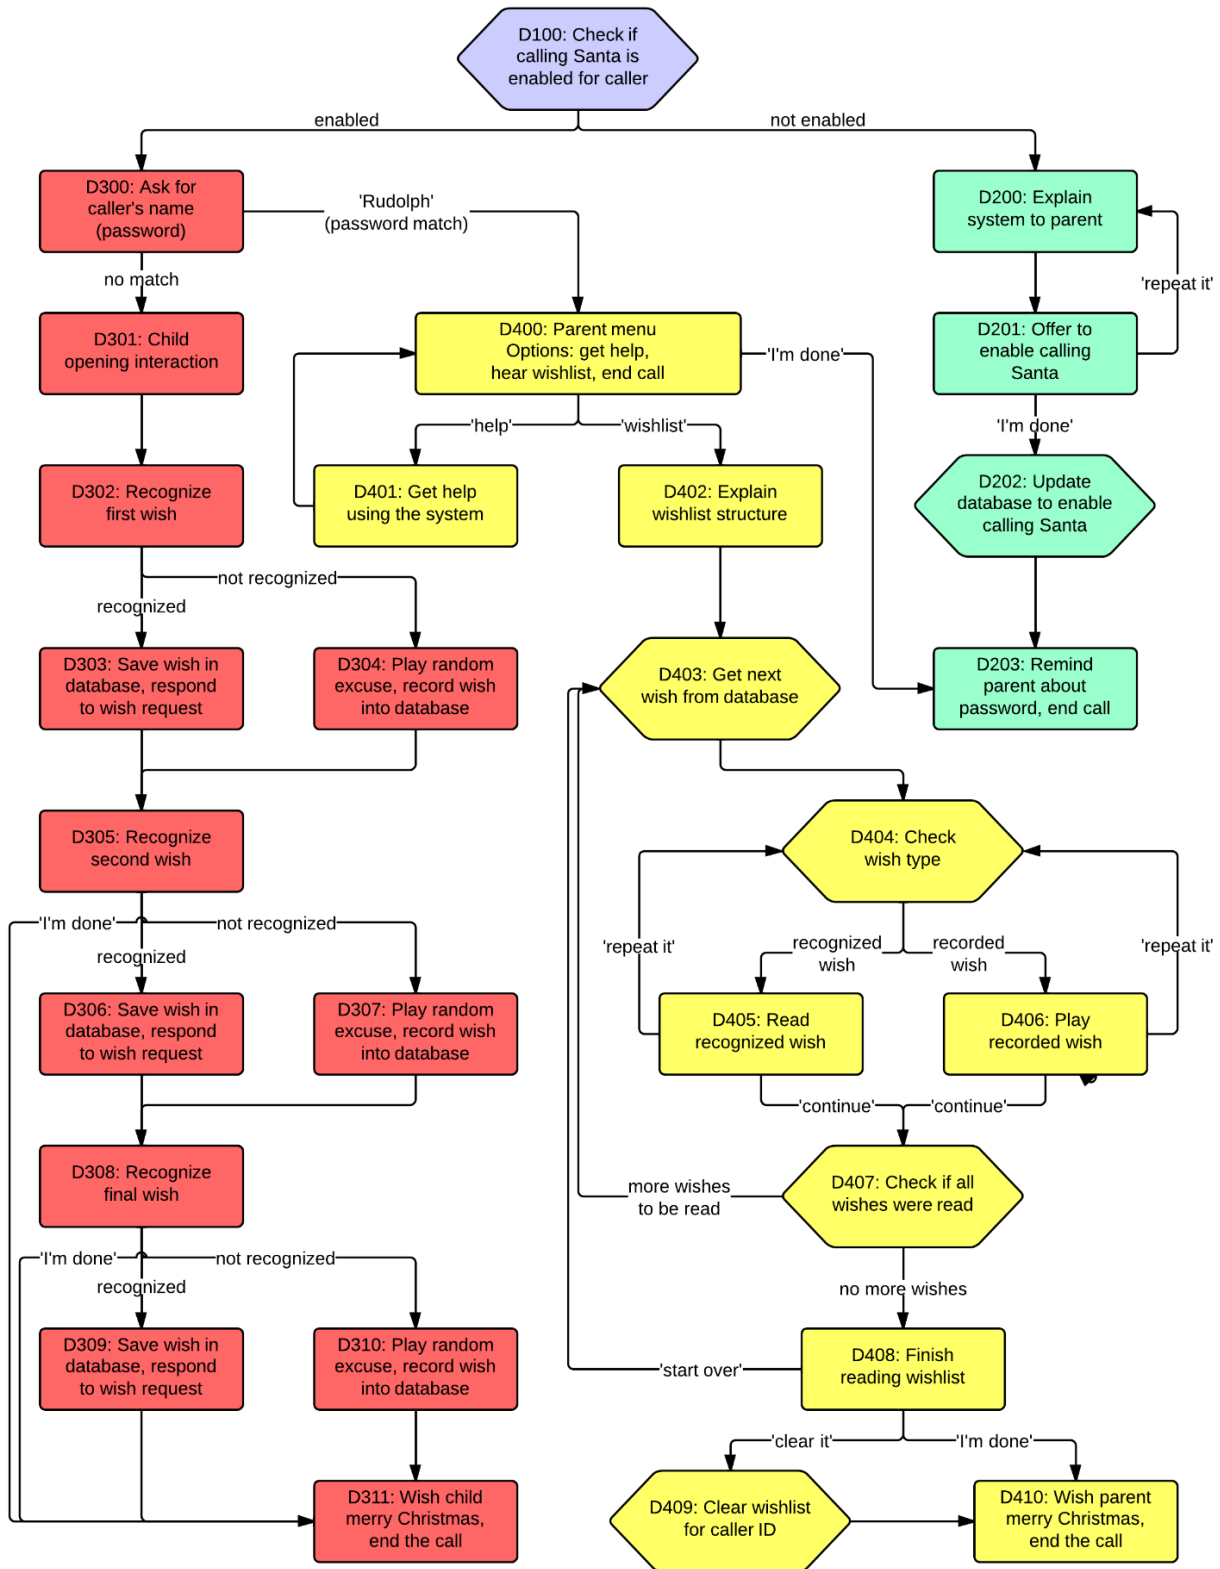 D100: Check if
calling Santa is
enabled for caller
enabled
not enabled
D300: Ask for
caller's name
(password)
'Rudolph'
(password match)
D200: Explain
system to parent
'repeat it'
no match
D301: Child
opening interaction
D400: Parent menu
Options: get help,
hear wishlist, end call
'I'm done'
D201: Offer to
enable calling
Santa
'help'
'wishlist'
'I'm done'
D302: Recognize
first wish
D401: Get help
using the system
D402: Explain
wishlist structure
D202: Update
database to enable
calling Santa
not recognized
recognized
D303: Save wish in
database, respond
to wish request
D304: Play random
excuse, record wish
into database
D403: Get next
wish from database
D203: Remind
parent about
password, end call
D305: Recognize
second wish
D404: Check
wish type
'I'm done'
not recognized
recognized
'repeat it'
recognized
wish
recorded
wish
'repeat it'
D306: Save wish in
database, respond
to wish request
D307: Play random
excuse, record wish
into database
D405: Read
recognized wish
D406: Play
recorded wish
'continue'
'continue'
D308: Recognize
final wish
more wishes
to be read
D407: Check if all
wishes were read
'I'm done'
not recognized
recognized
no more wishes
D309: Save wish in
database, respond
to wish request
D310: Play random
excuse, record wish
into database
'start over'
D408: Finish
reading wishlist
'clear it'
'I'm done'
D311: Wish child
merry Christmas,
end the call
D409: Clear wishlist
for caller ID
D410: Wish parent
merry Christmas,
end the call